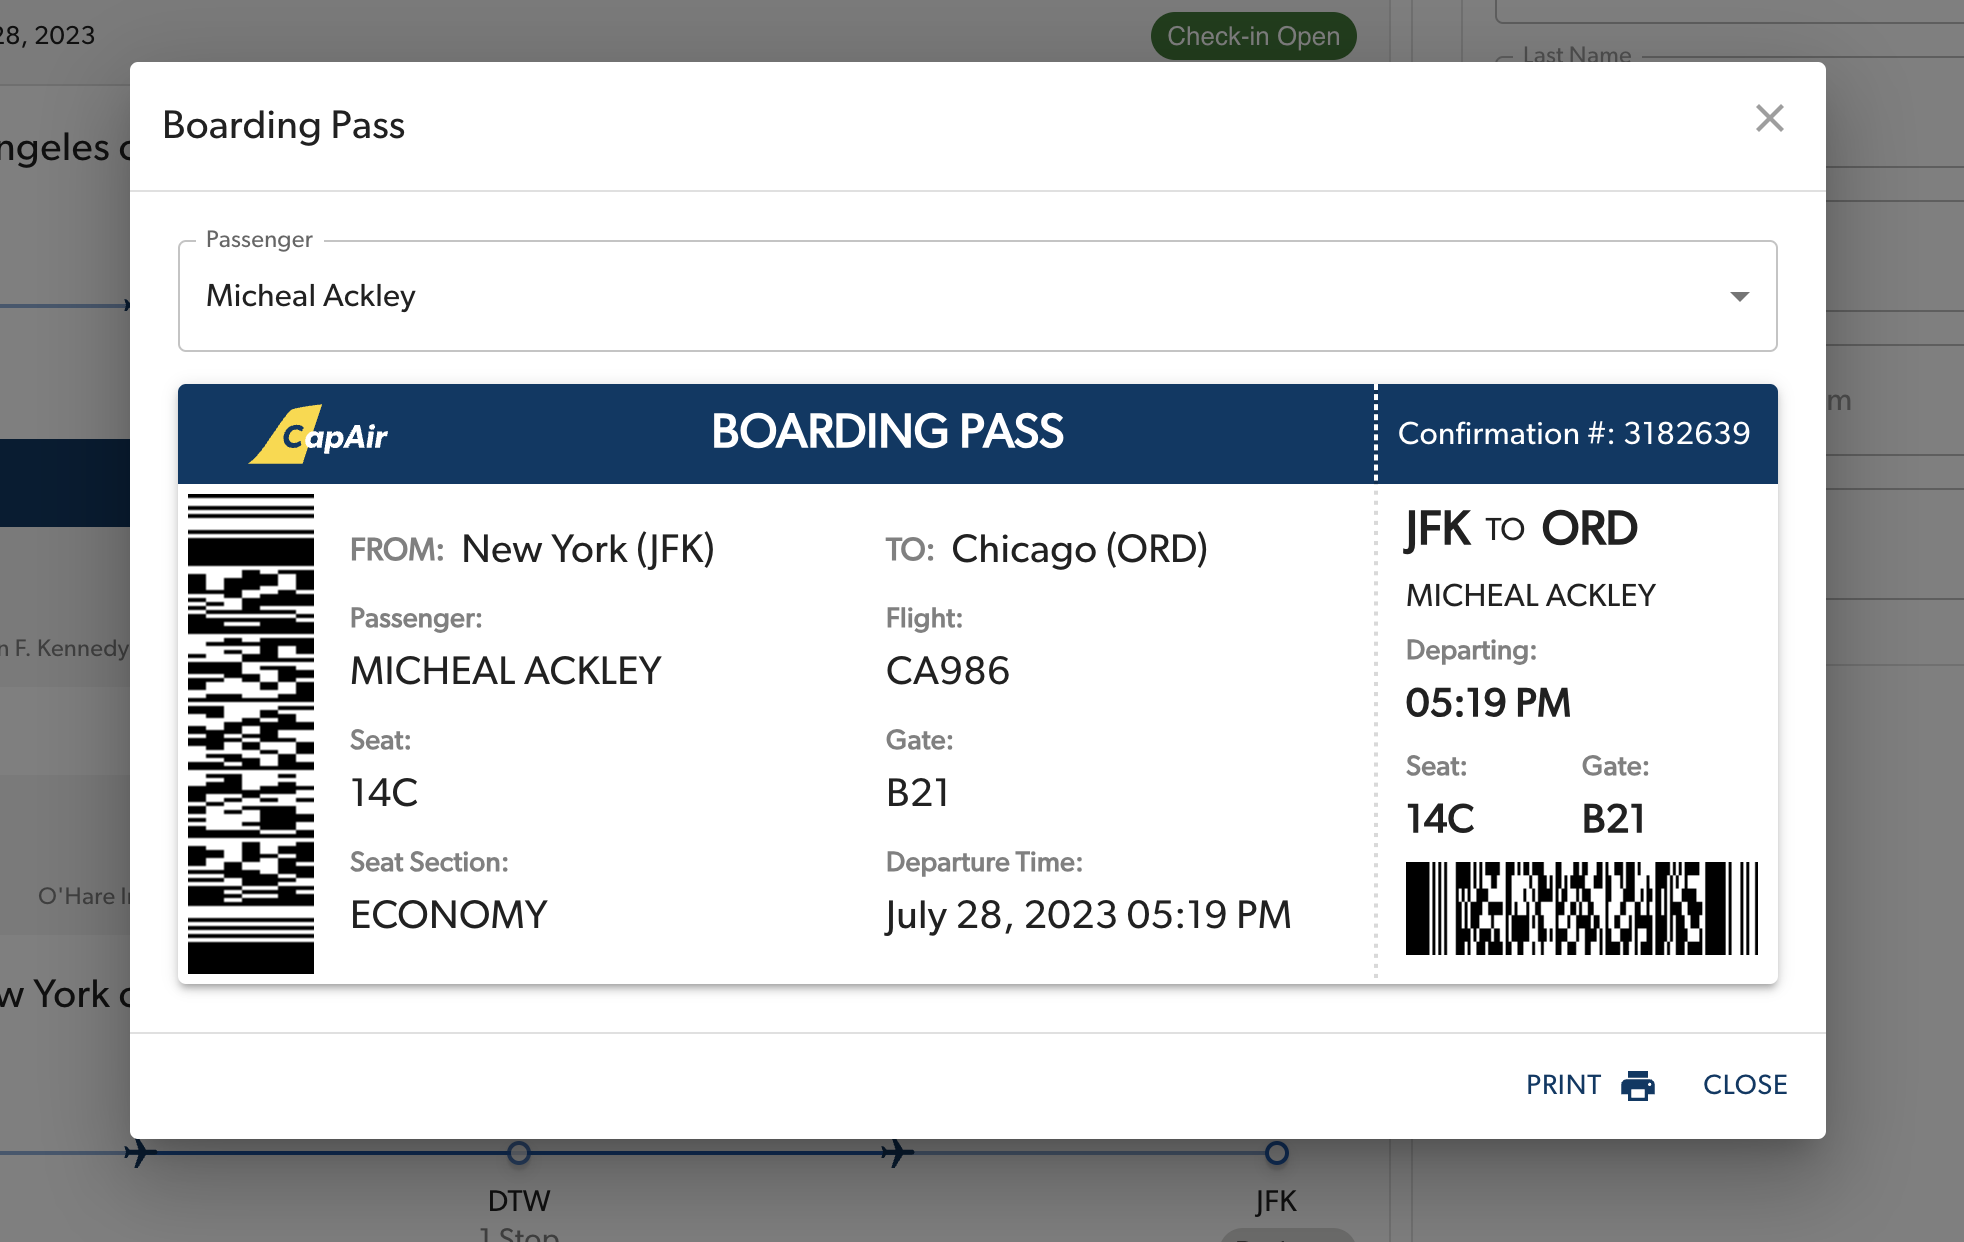 28, 2023
Check-in Open
Last Name
Boarding Pass
ngeles
Passenger
Micheal Ackley
CapAir
BOARDING PASS
Confirmation #: 3182639
FROM: New York (JFK)
TO: Chicago (ORD)
JFK TO ORD
MICHEAL ACKLEY
Passenger:
Flight:
MICHEAL ACKLEY
CA986
Departing:
05:19 PM
Seat:
Gate:
14C
B21
Seat:
Gate:
14C
B21
Seat Section:
Departure Time:
ECONOMY
July 28, 2023 05:19 PM
n F. Kennedy
O'Hare
w York
PRINT
CLOSE
DTW
JFK
1 Stop